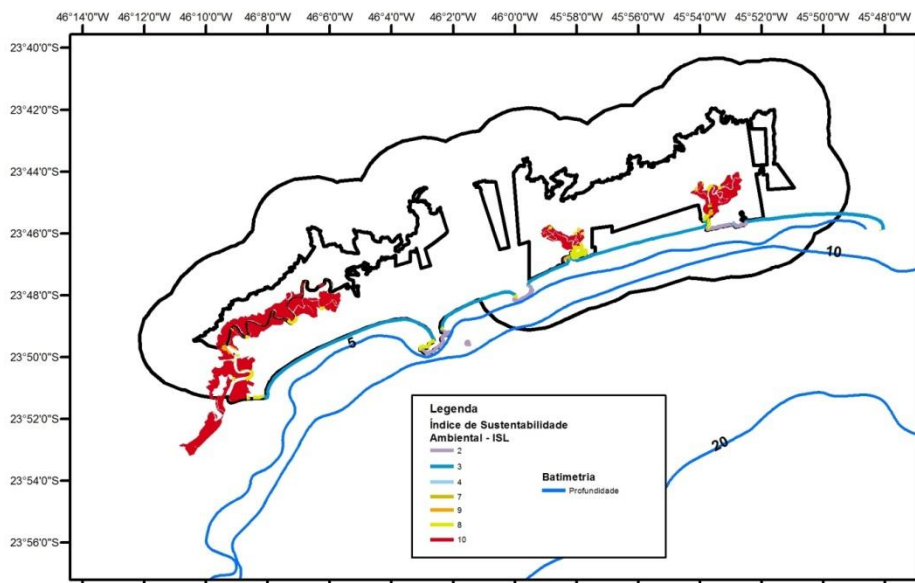 46°14'0"W 46°12'0"W 46°10'0"W 46°8'0"W 46°6'0"W 46°4'0"W 46°2'0"W 46°0'0"W 45°58'0"W 45°56'0"W 45°54'0"W 45°52'0"W 45°50'0"W 45°48'0"W
23°40'0"S
23°42'0"S
23°44'0"S
23°46'0"S
10
23°48'0"S
23°50'0"S
5
23°52'0"S
20
23°54'0"S
23°56'0"S
Legenda
Índice de Sustentabilidade
Ambiental - ISL
2
3
4
7
9
8
10
Batimetria
Profundidade